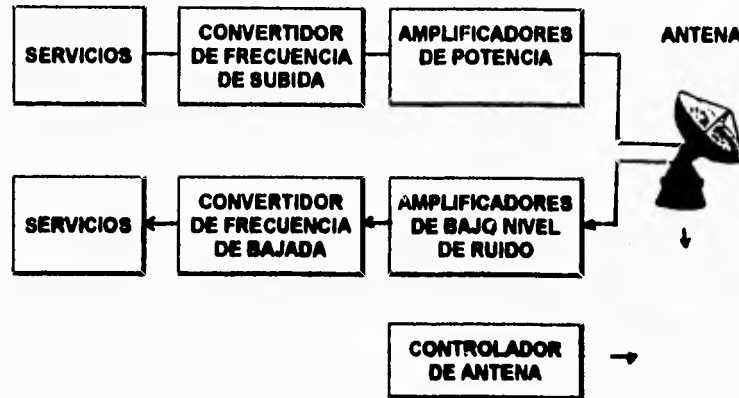 SERVICIOS
CONVERTIDOR
DE FRECUENCIA
DE SUBIDA
AMPLIFICADORES
DE POTENCIA
ANTENA
SERVICIOS
CONVERTIDOR
DE FRECUENCIA
DE BAJADA
AMPLIFICADORES
DE BAJO NIVEL
DE RUIDO
CONTROLADOR
DE ANTENA